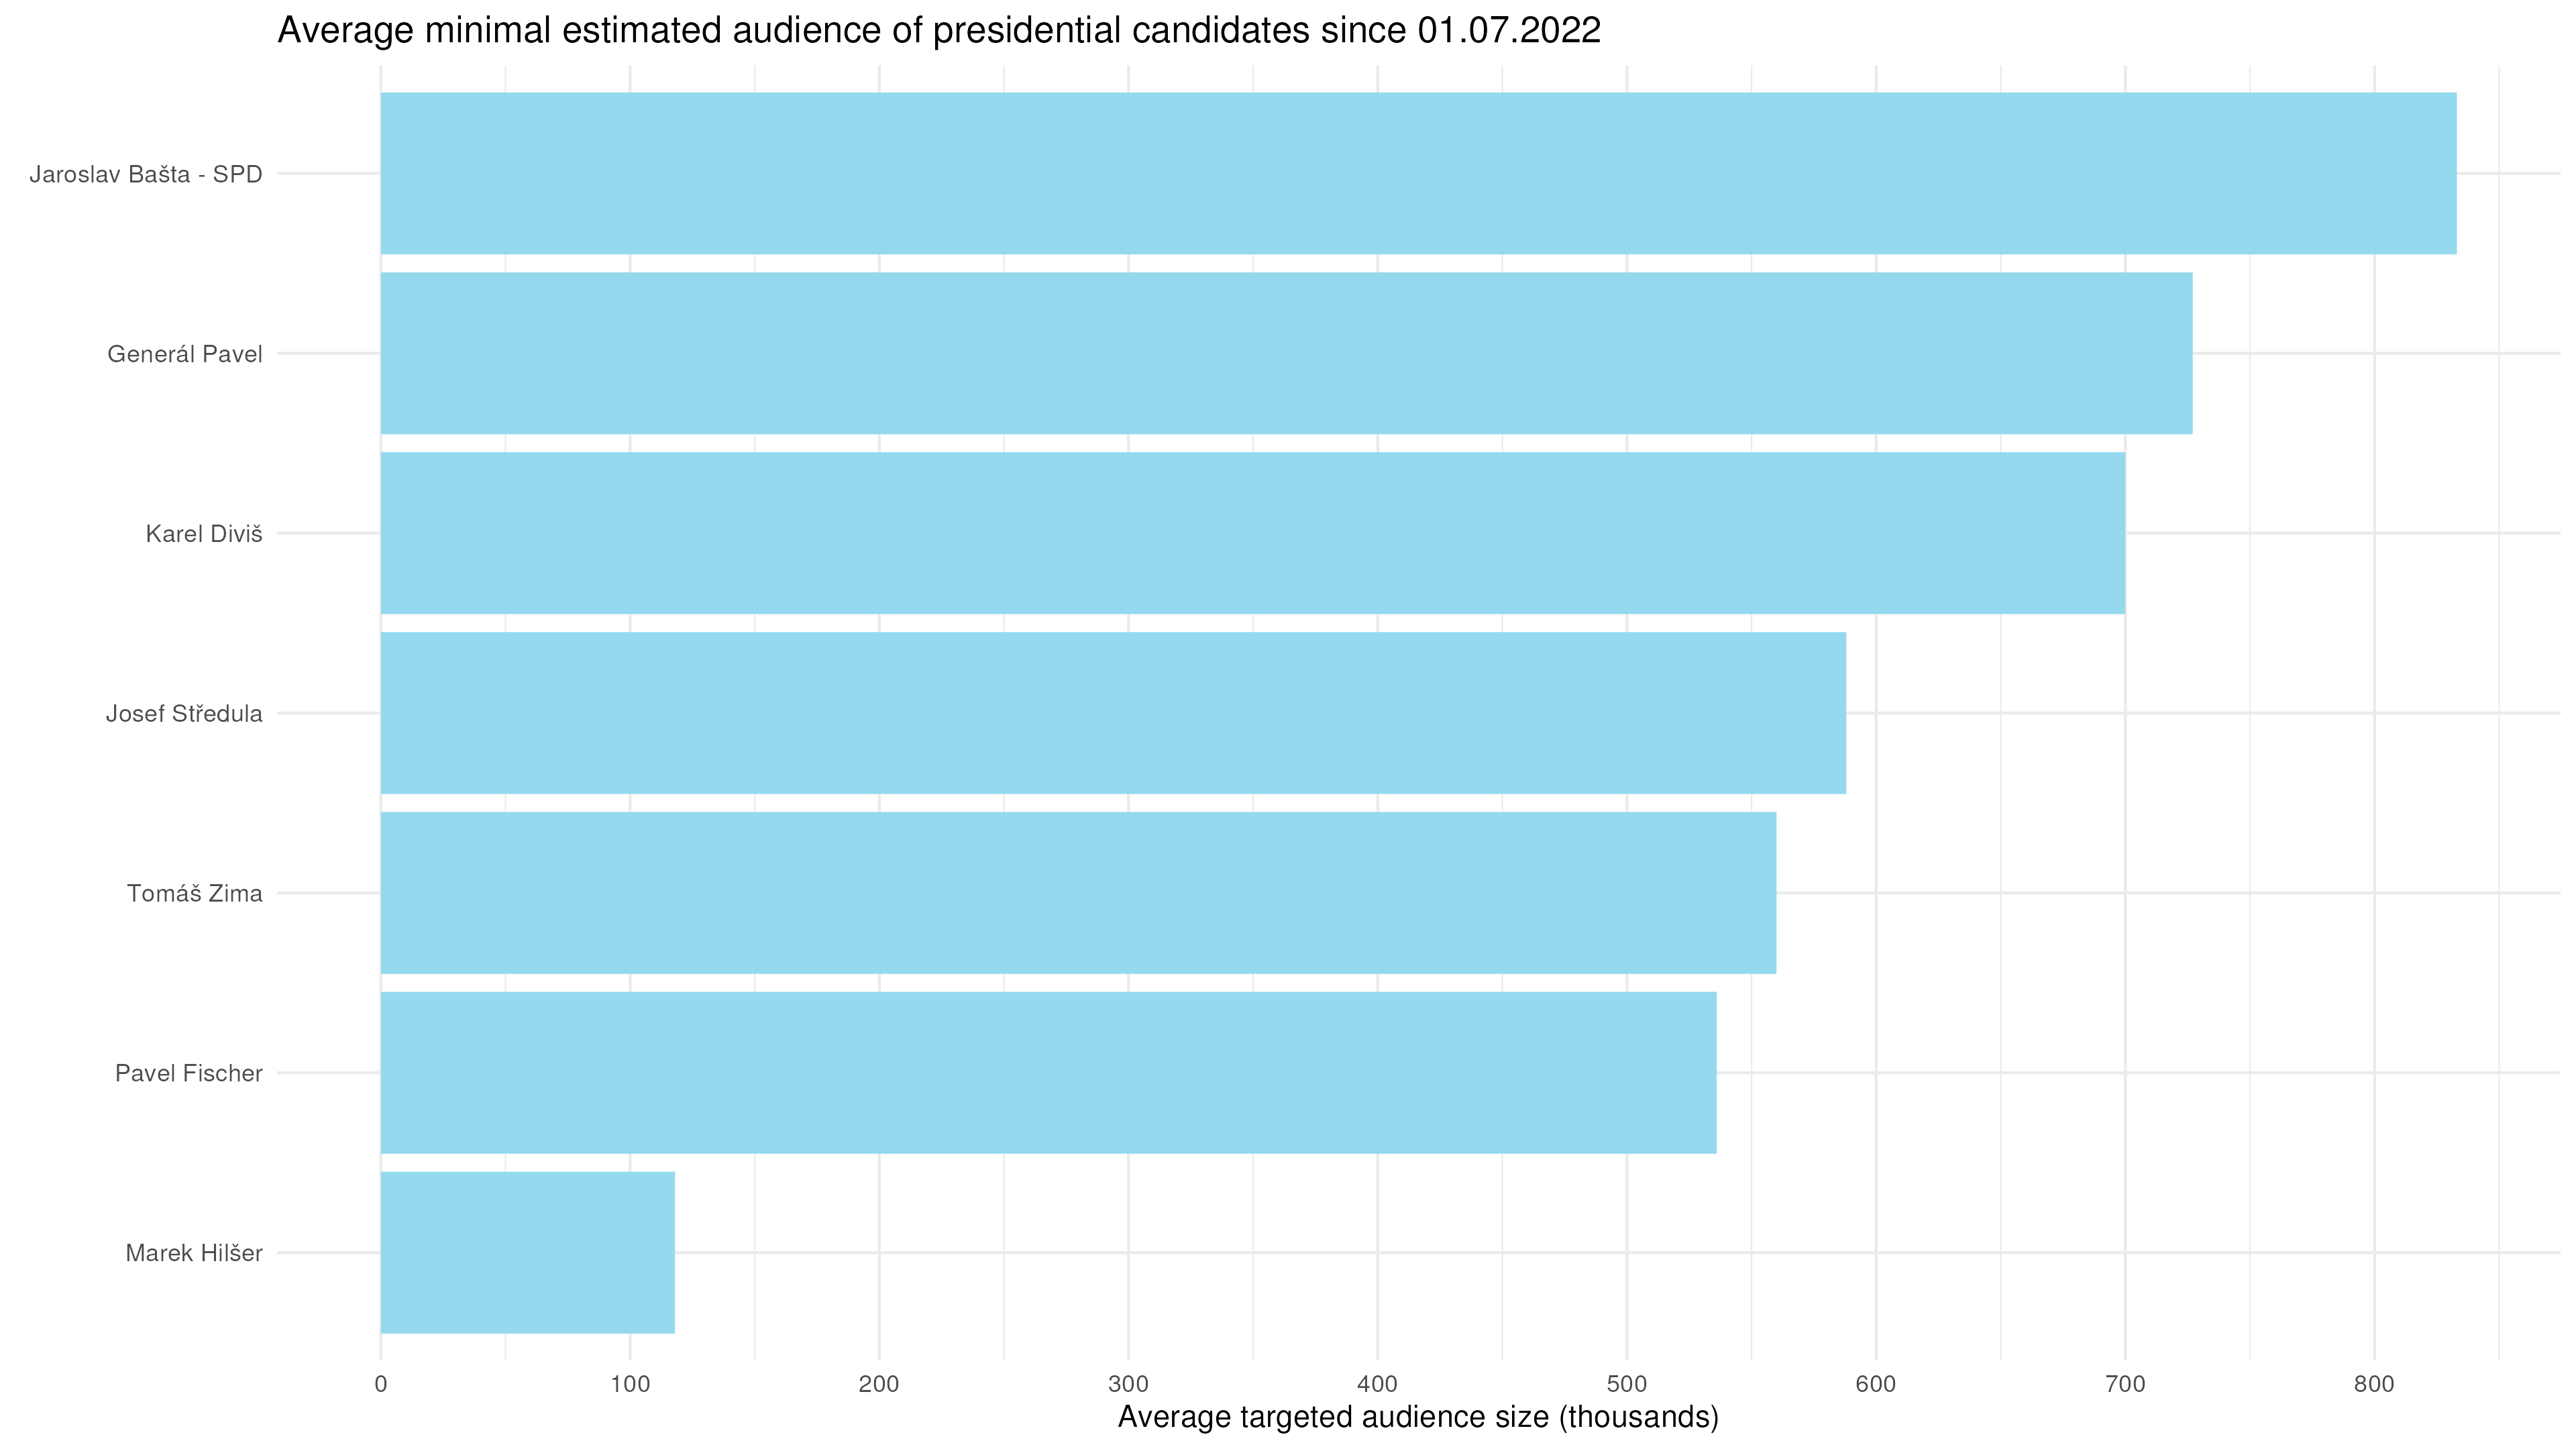 Average minimal estimated audience of presidential candidates since 01.07.2022
Jaroslav Bašta - SPD
Generál Pavel
Karel Diviš
Josef Středula
Tomáš Zima
Pavel Fischer
Marek Hilšer
0 100 200 300 400 500 600 700 800
Average targeted audience size (thousands)